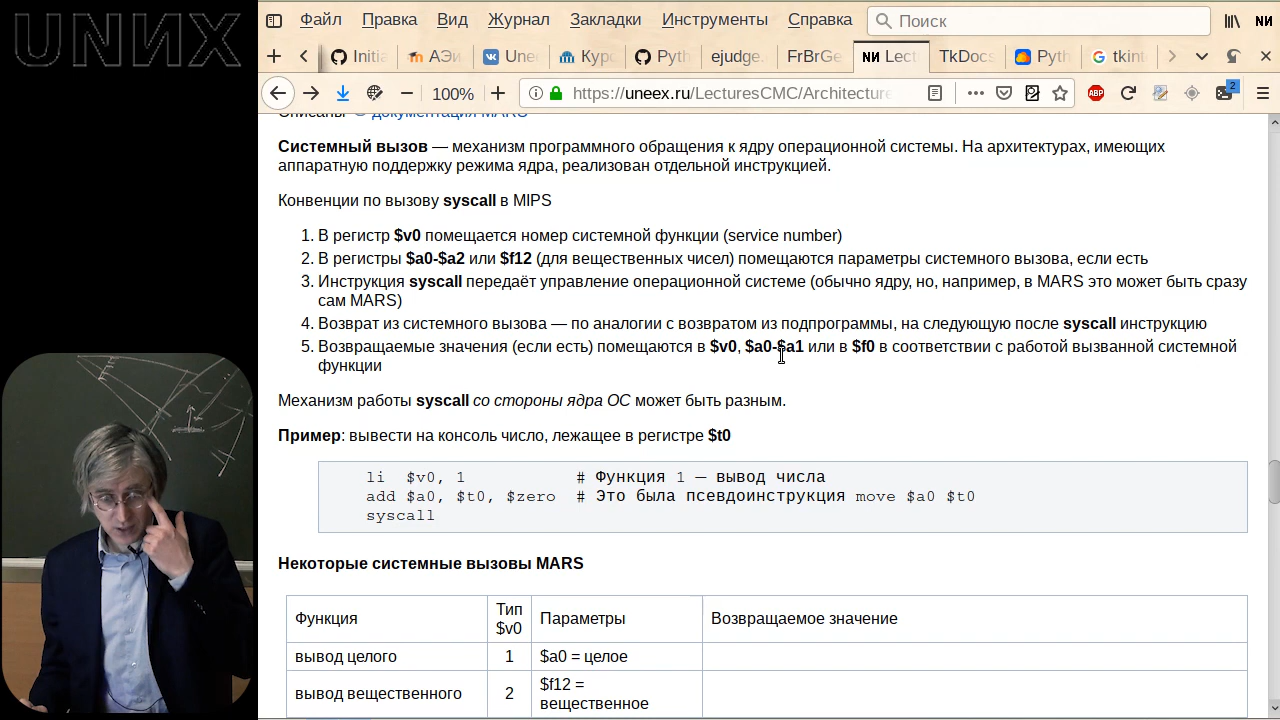 UNИX
Файл Правка Вид Журнал Закладки Инструменты Справка Поиск
Initia АЭи Unee Курс Pyth ejudge. FrBrGe Lect TkDocs Pyth tkint
100% https://uneex.ru/LecturesCMC/Architecture ABP 2
Описаны документация MARS
Системный вызов — механизм программного обращения к ядру операционной системы. На архитектурах, имеющих
аппаратную поддержку режима ядра, реализован отдельной инструкцией.
Конвенции по вызову syscall в MIPS
1. В регистр $v0 помещается номер системной функции (service number)
2. В регистры $a0-$a2 или $f12 (для вещественных чисел) помещаются параметры системного вызова, если есть
3. Инструкция syscall передаёт управление операционной системе (обычно ядру, но, например, в MARS это может быть сразу
сам MARS)
4. Возврат из системного вызова — по аналогии с возвратом из подпрограммы, на следующую после syscall инструкцию
5. Возвращаемые значения (если есть) помещаются в $v0, $a0-$a1 или в $f0 в соответствии с работой вызванной системной
функции
Механизм работы syscall со стороны ядра ОС может быть разным.
Пример: вывести на консоль число, лежащее в регистре $t0
li $v0, 1 # Функция 1 — вывод числа
add $a0, $t0, $zero # Это была псевдоинструкция move $a0 $t0
syscall
Некоторые системные вызовы MARS
Функция Тип $v0 Параметры Возвращаемое значение
вывод целого 1 $a0 = целое
вывод вещественного 2 $f12 = вещественное